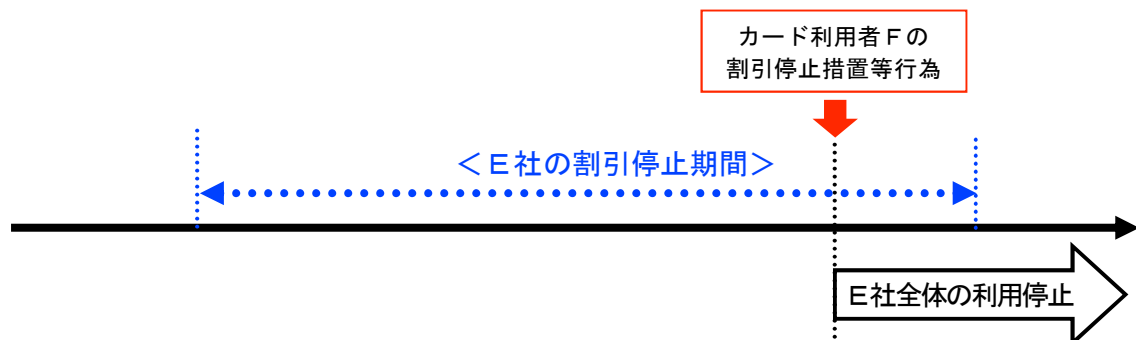 カード利用者Ｆの
割引停止措置等行為
＜Ｅ社の割引停止期間＞
Ｅ社全体の利用停止